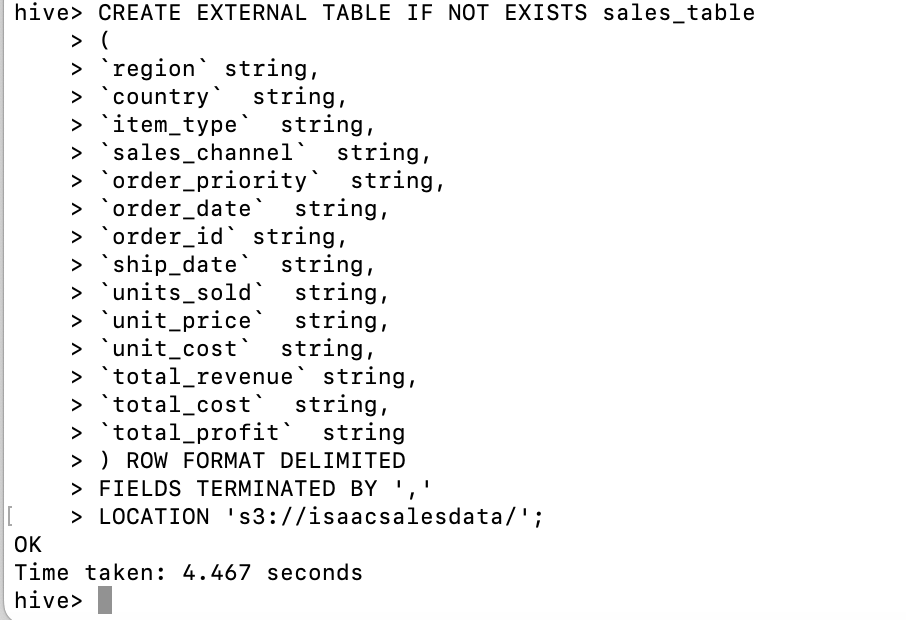 hive> CREATE EXTERNAL TABLE IF NOT EXISTS sales_table
    > (
    > `region` string,
    > `country`  string,
    > `item_type`  string,
    > `sales_channel`  string,
    > `order_priority`  string,
    > `order_date`  string,
    > `order_id` string,
    > `ship_date`  string,
    > `units_sold`  string,
    > `unit_price`  string,
    > `unit_cost`  string,
    > `total_revenue` string,
    > `total_cost`  string,
    > `total_profit`  string
    > ) ROW FORMAT DELIMITED
    > FIELDS TERMINATED BY ','
[    > LOCATION 's3://isaacsalesdata/';
OK
Time taken: 4.467 seconds
hive>